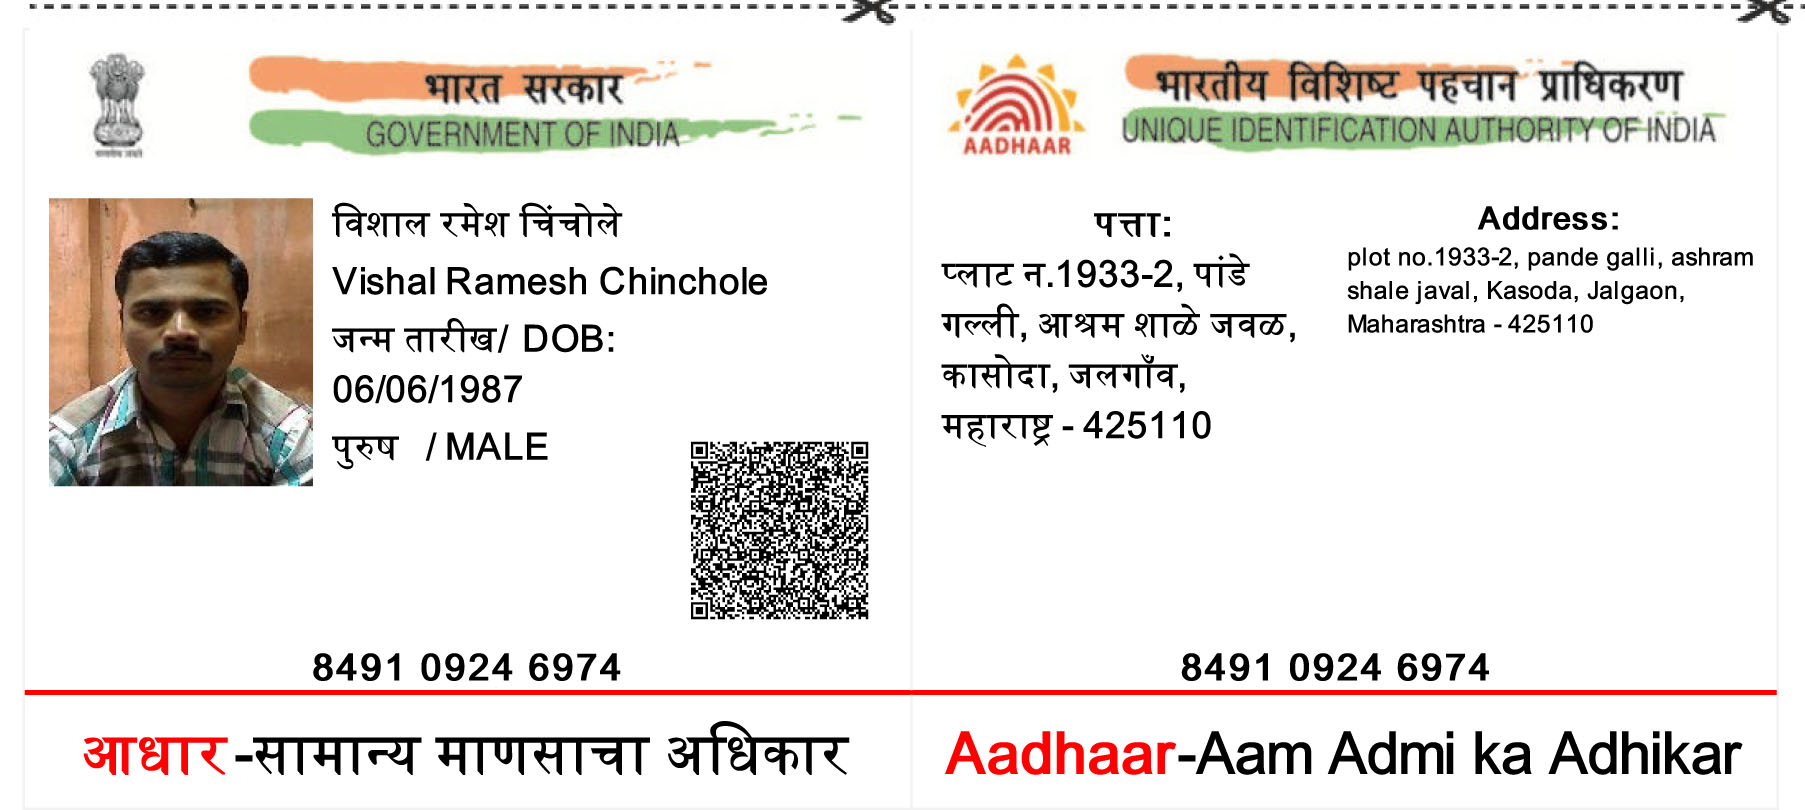 भारत सरकार
GOVERNMENT OF INDIA
विशाल रमेश चिंचोले
Vishal Ramesh Chinchole
जन्म तारीख/ DOB:
06/06/1987
पुरुष / MALE
8491 0924 6974
आधार-सामान्य माणसाचा अधिकार
भारतीय विशिष्ट पहचान प्राधिकरण
UNIQUE IDENTIFICATION AUTHORITY OF INDIA
AADHAAR
पत्ता:
प्लाट न.1933-2, पांडे
गल्ली, आश्रम शाळे जवळ,
कासोदा, जलगाँव,
महाराष्ट्र - 425110
Address:
plot no.1933-2, pande galli, ashram
shale javal, Kasoda, Jalgaon,
Maharashtra - 425110
8491 0924 6974
Aadhaar-Aam Admi ka Adhikar